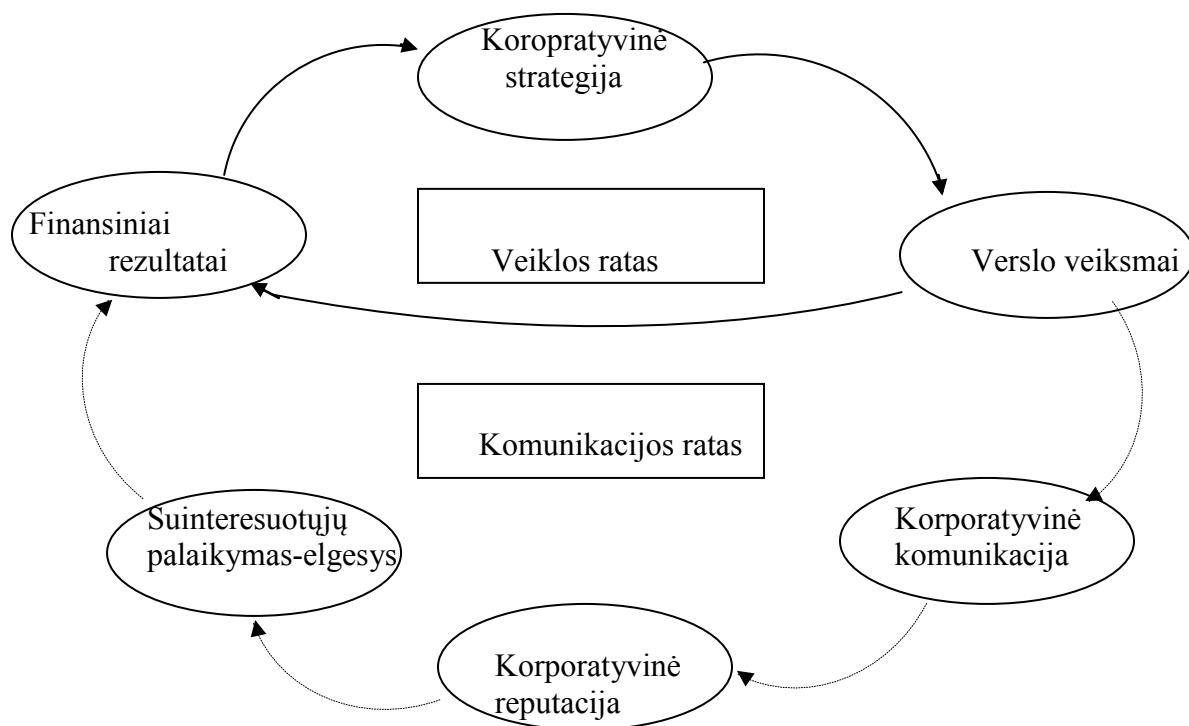 Koropratyvinė
strategija
Finansiniai
rezultatai
Veiklos ratas
Verslo veiksmai
Komunikacijos ratas
Suinteresuotųjų
palaikymas-elgesys
Korporatyvinė
komunikacija
Korporatyvinė
reputacija